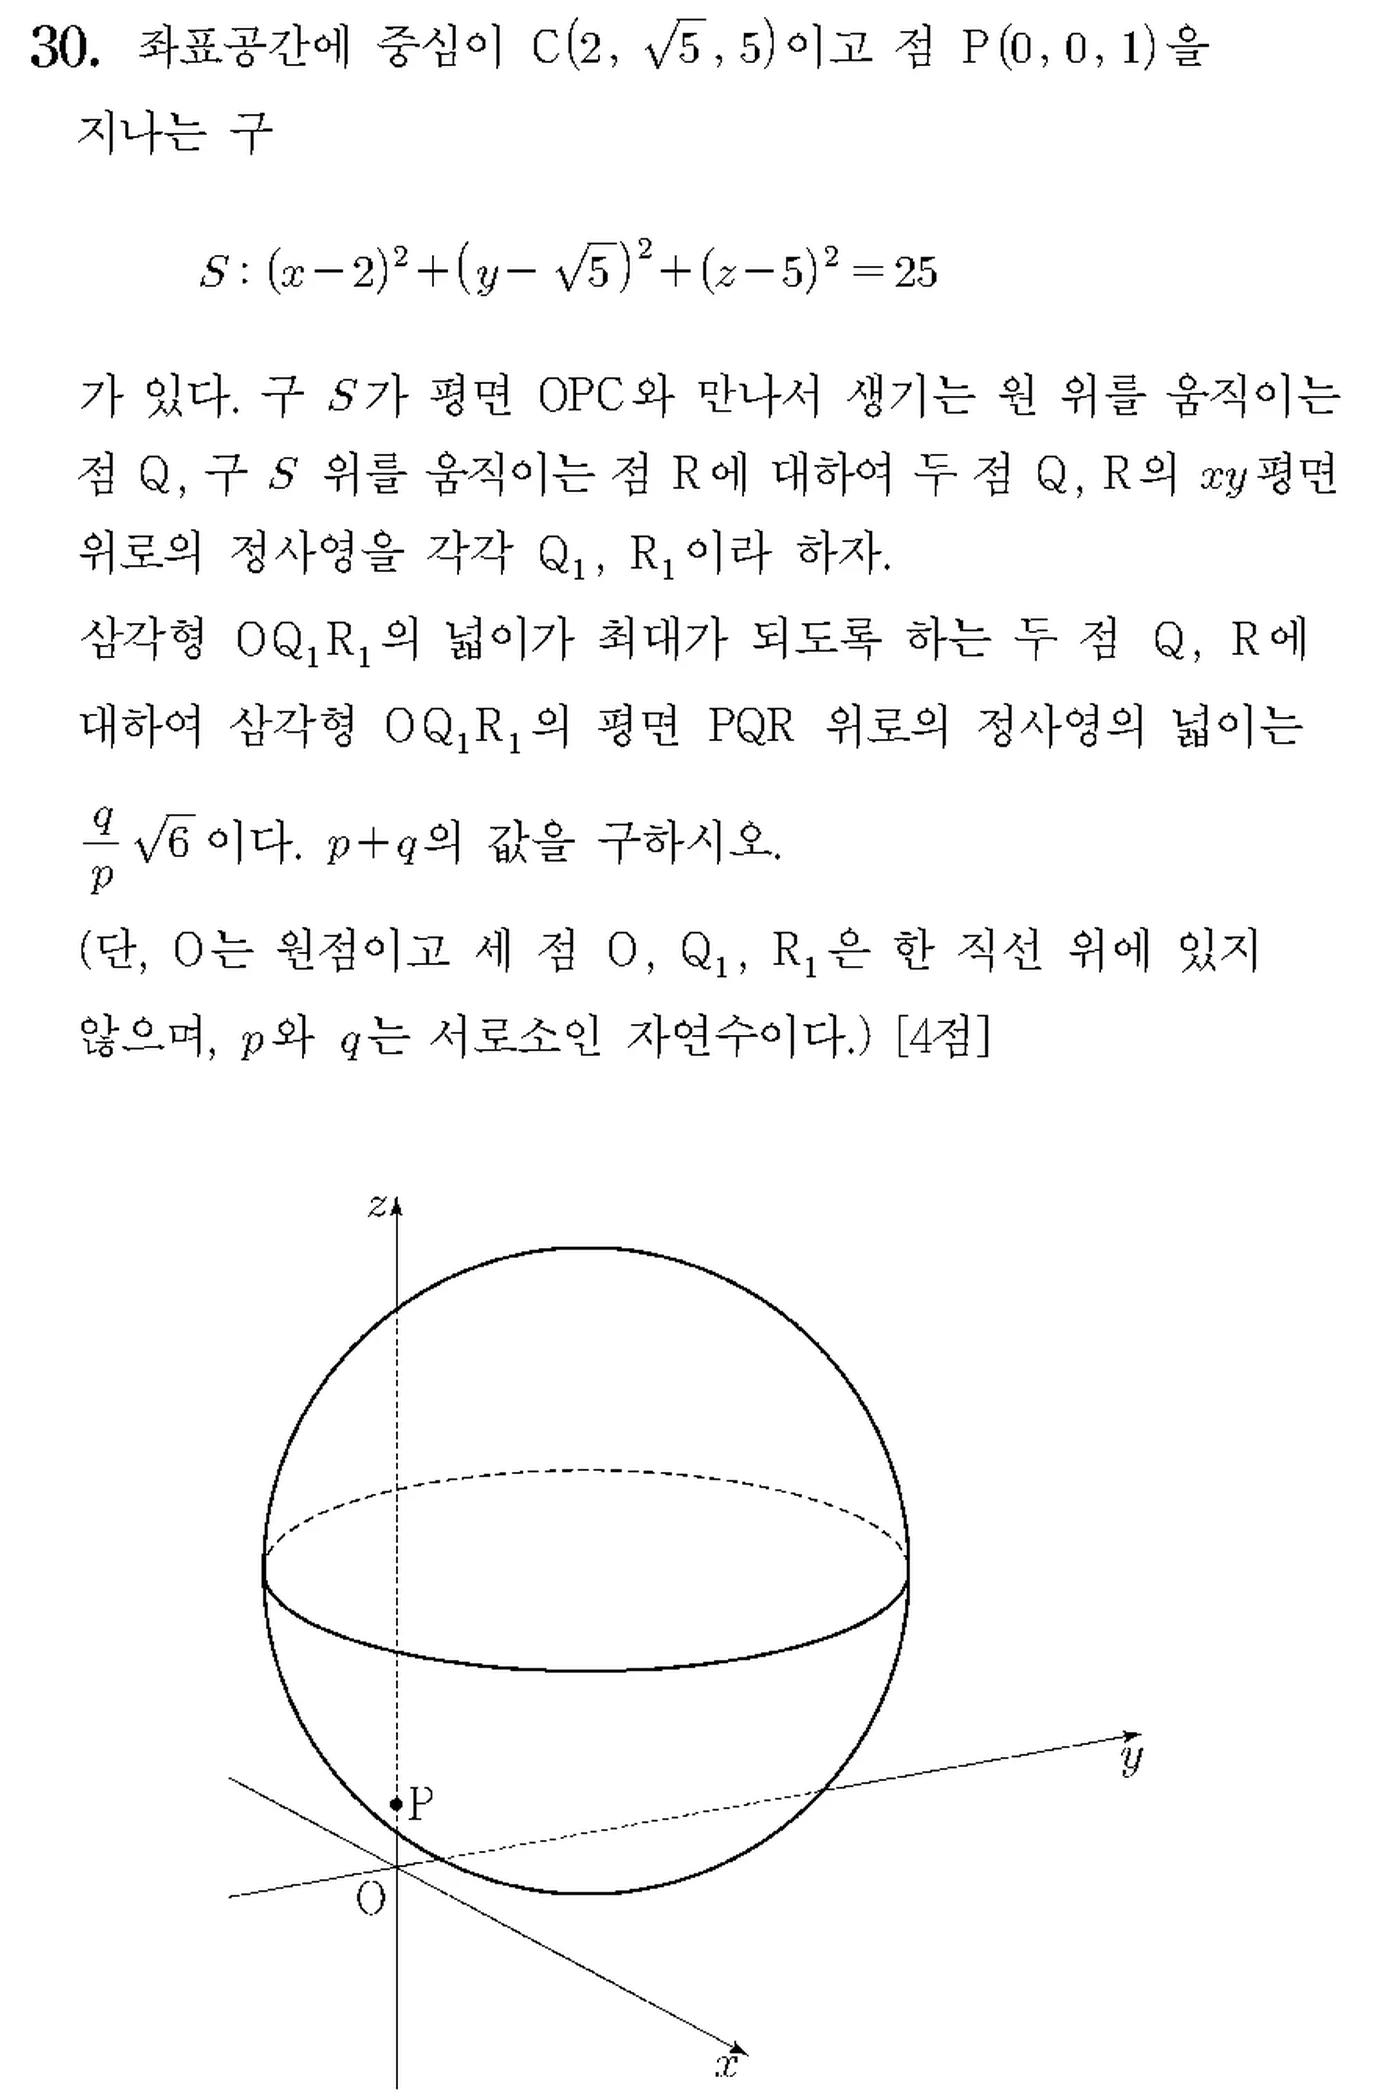 30. 좌표공간에 중심이 C(2, √5, 5)이고 점 P(0, 0, 1)을
지나는 구
S : (x−2)²+(y−√5)²+(z−5)²=25
가 있다. 구 S가 평면 OPC와 만나서 생기는 원 위를 움직이는
점 Q, 구 S 위를 움직이는 점 R에 대하여 두 점 Q, R의 xy평면
위로의 정사영을 각각 Q₁, R₁이라 하자.
삼각형 OQ₁R₁의 넓이가 최대가 되도록 하는 두 점 Q, R에
대하여 삼각형 OQ₁R₁의 평면 PQR 위로의 정사영의 넓이는
q/p √6 이다. p+q의 값을 구하시오.
(단, O는 원점이고 세 점 O, Q₁, R₁은 한 직선 위에 있지
않으며, p와 q는 서로소인 자연수이다.) [4점]
z
y
P
O
x